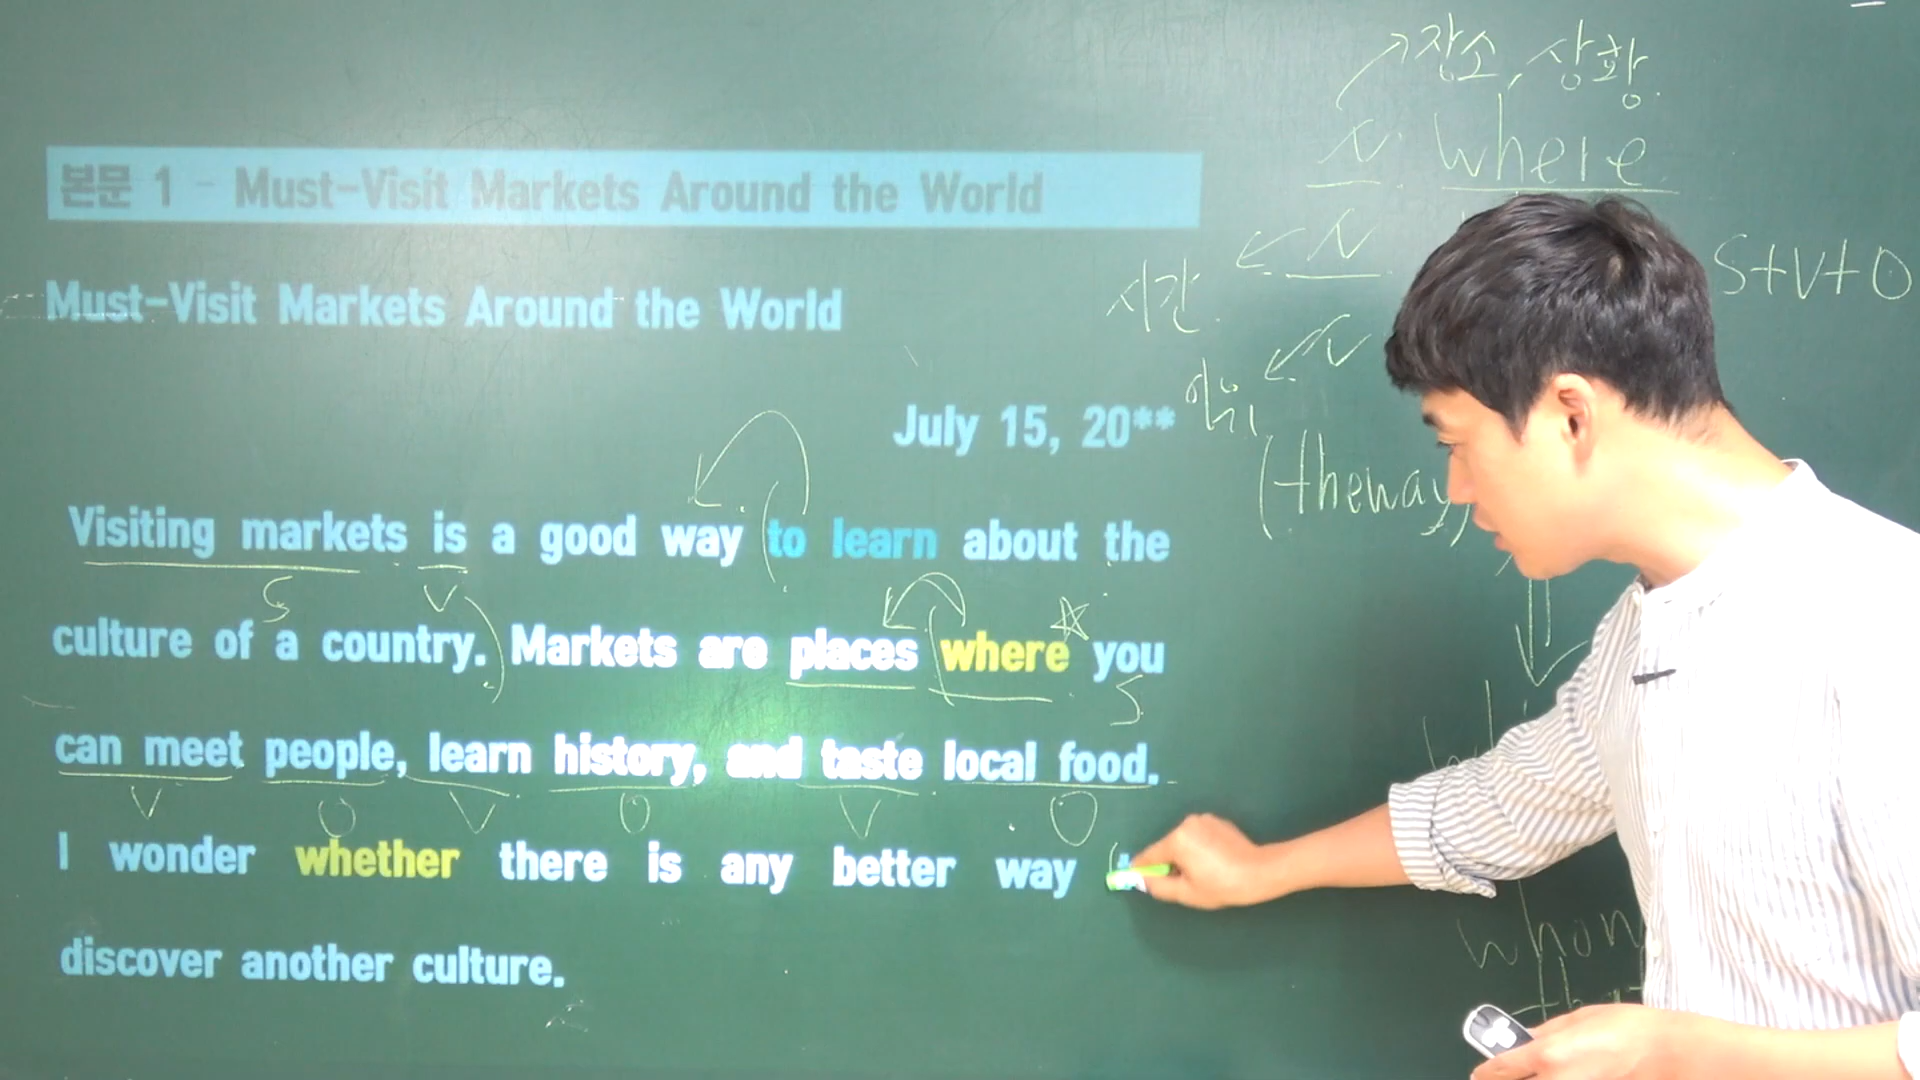 본문 1 - Must-Visit Markets Around the World
Must-Visit Markets Around the World
July 15, 20**
Visiting markets is a good way to learn about the
S V
culture of a country. Markets are places where you
S
can meet people, learn history, and taste local food.
V O V O V O
I wonder whether there is any better way
discover another culture.
장소, 상황
N where
N
시간
S+V+O
N
(the way)